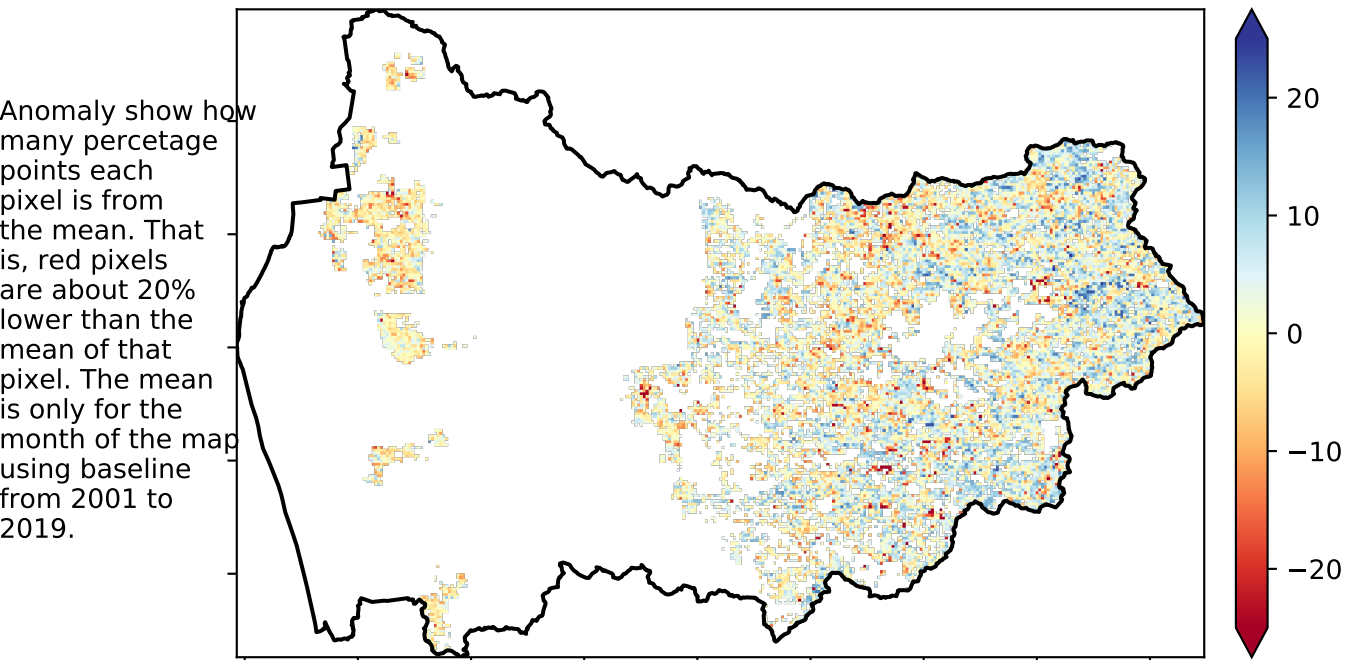 Anomaly show how
many percetage
points each
pixel is from
the mean. That
is, red pixels
are about 20%
lower than the
mean of that
pixel. The mean
is only for the
month of the map
using baseline
from 2001 to
2019.
20
10
0
−10
−20